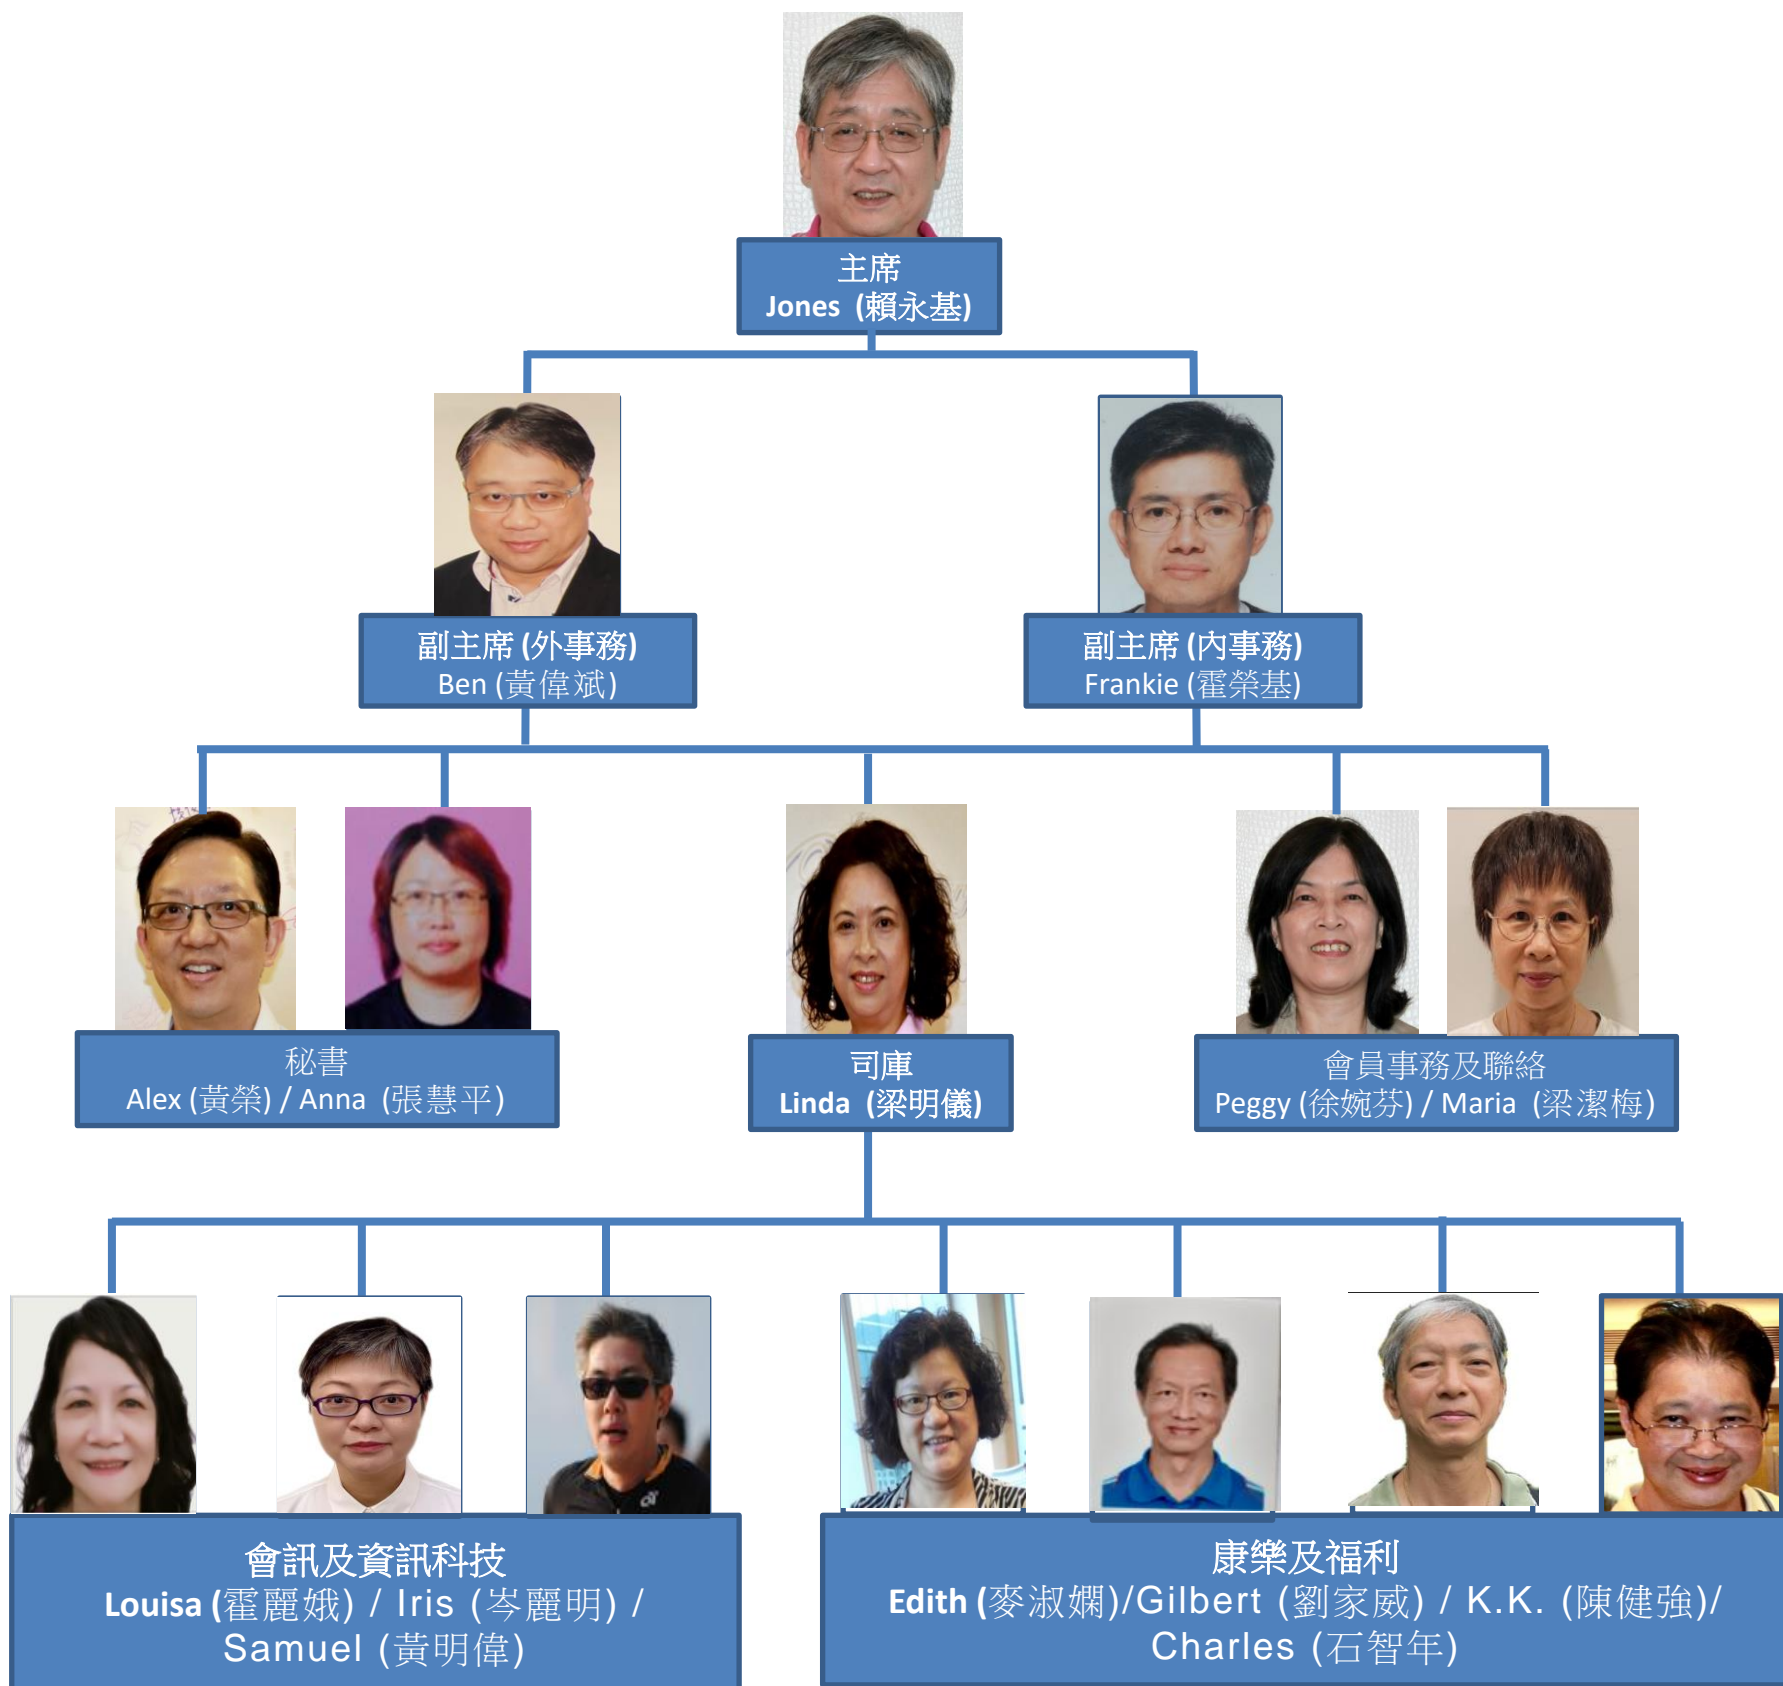 主席
Jones (賴永基)
副主席 (外事務)
Ben (黃偉斌)
副主席 (內事務)
Frankie (霍榮基)
秘書
Alex (黃榮) / Anna (張慧平)
司庫
Linda (梁明儀)
會員事務及聯絡
Peggy (徐婉芬) / Maria (梁潔梅)
會訊及資訊科技
Louisa (霍麗娥) / Iris (岑麗明) /
Samuel (黃明偉)
康樂及福利
Edith (麥淑嫻)/Gilbert (劉家威) / K.K. (陳健強)/
Charles (石智年)